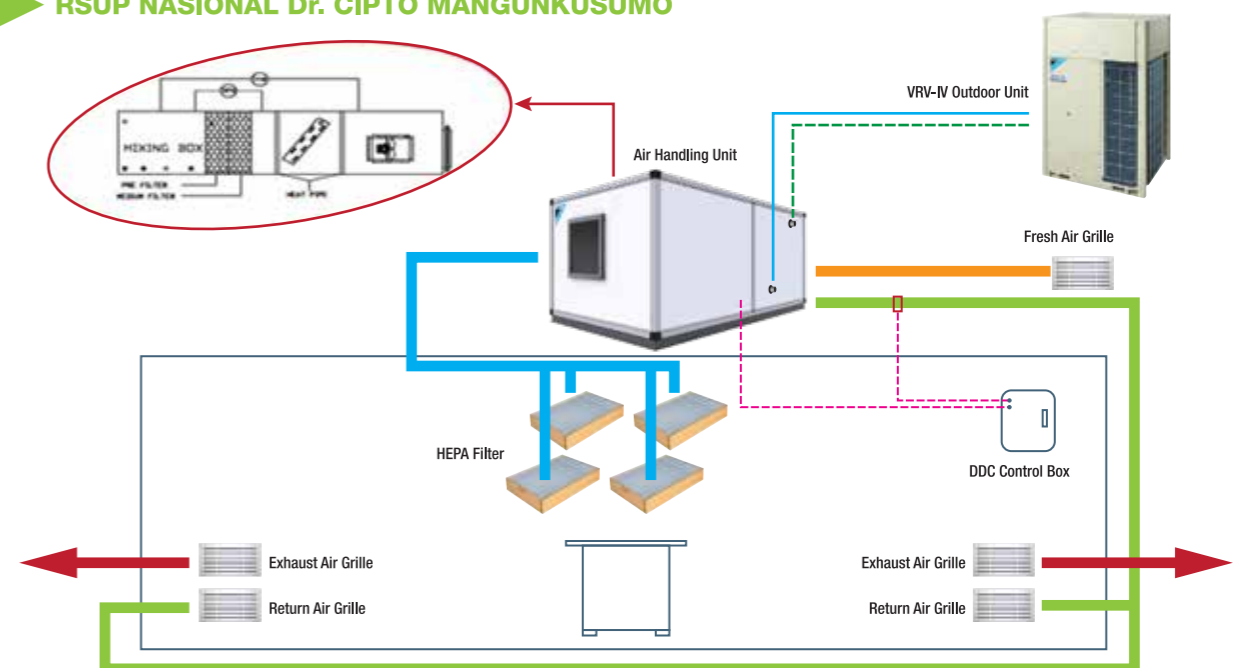 RSUP NASIONAL Dr. CIPTO MANGUNKUSUMO
VRV-IV Outdoor Unit
MIXING BOX
PRE FILTER
MEDIUM FILTER
HEAT PIPE
Air Handling Unit
Fresh Air Grille
HEPA Filter
DDC Control Box
Exhaust Air Grille
Return Air Grille
Exhaust Air Grille
Return Air Grille